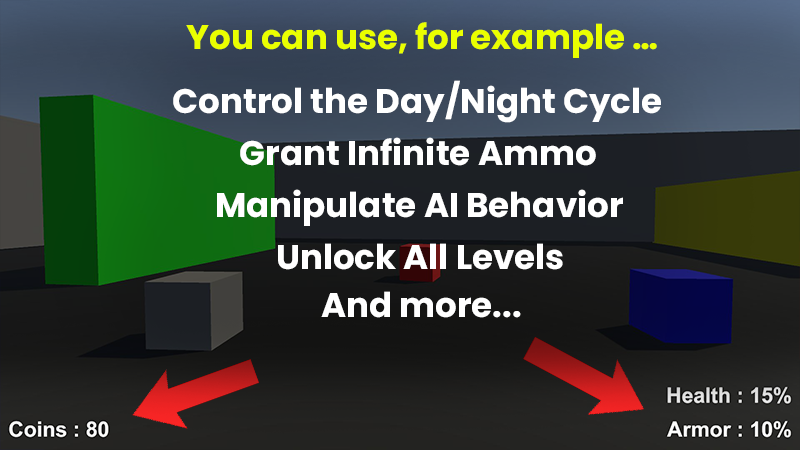 You can use, for example ...
Control the Day/Night Cycle
Grant Infinite Ammo
Manipulate AI Behavior
Unlock All Levels
And more...
Health : 15%
Coins : 80
Armor : 10%